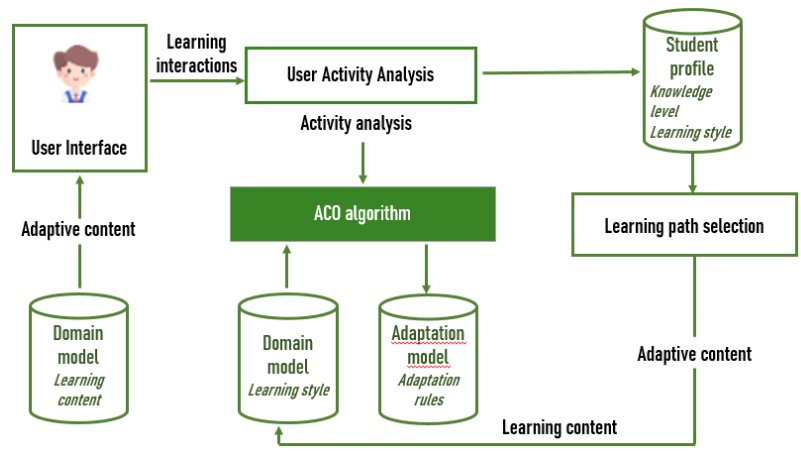 Learning
interactions
User Activity Analysis
Student
profile
Knowledge
level
Learning style
User Interface
Activity analysis
ACO algorithm
Learning path selection
Adaptive content
Domain
model
Learning
content
Domain
model
Learning style
Adaptation
model
Adaptation
rules
Adaptive content
Learning content